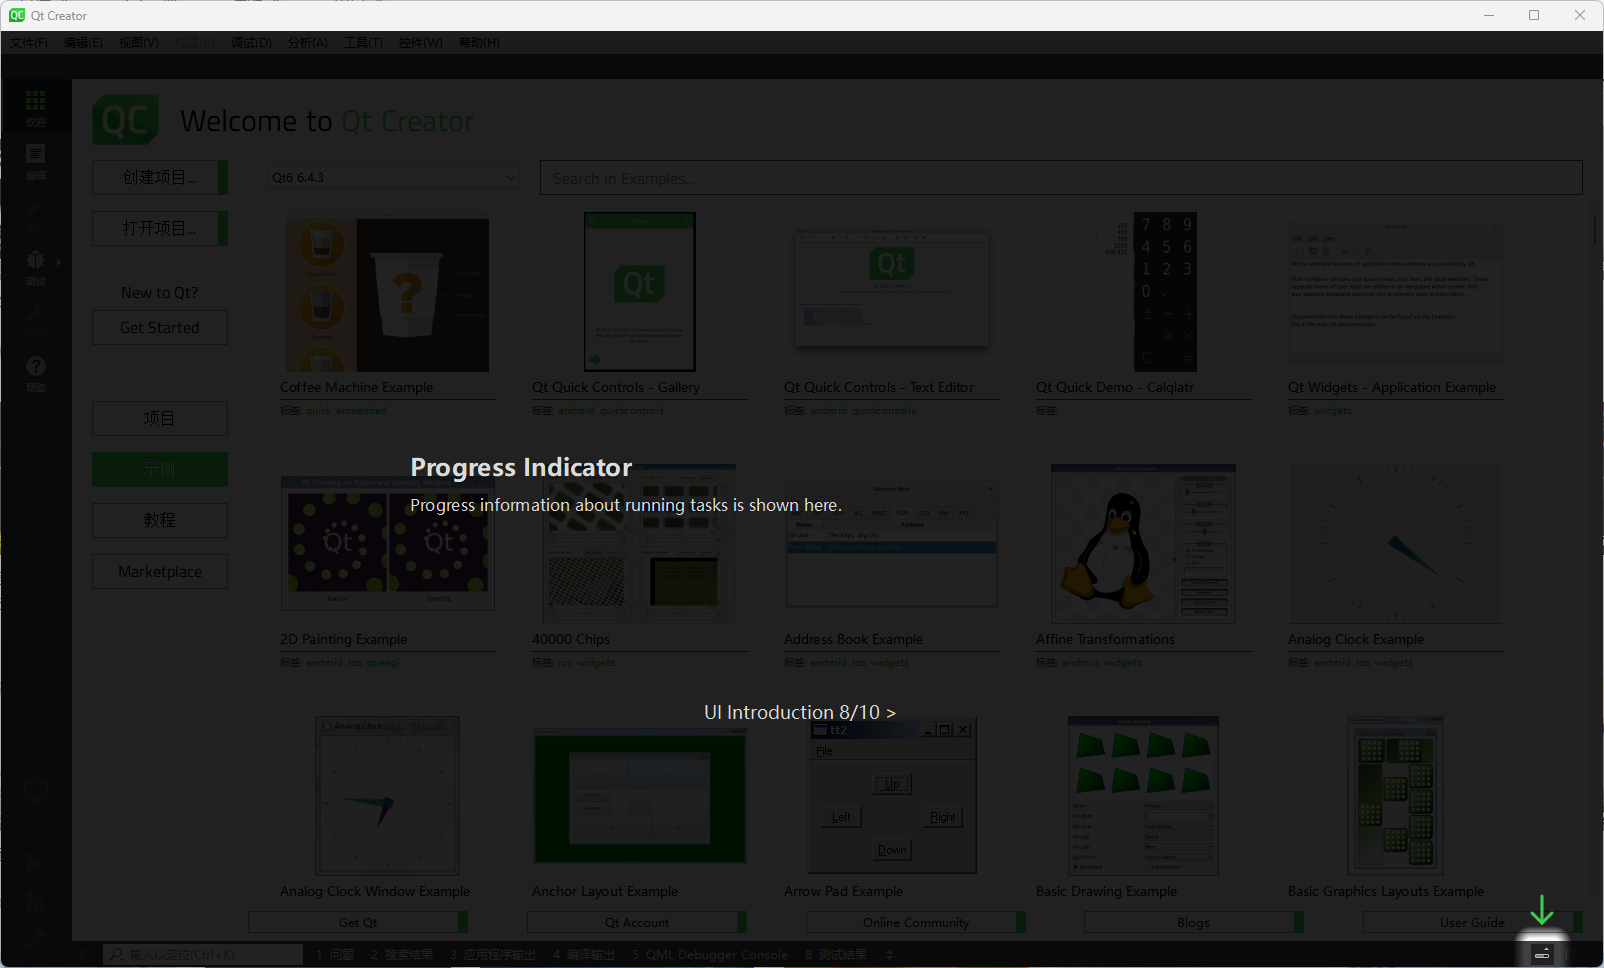 Qt Creator
文件(F) 编辑(E) 视图(V) 构建(B) 调试(D) 分析(A) 工具(T) 控件(W) 帮助(H)
QC Welcome to Qt Creator
欢迎
编辑
调试
帮助
创建项目...
打开项目...
New to Qt?
Get Started
项目
示例
教程
Marketplace
Qt6 6.4.3
Search in Examples...
Coffee Machine Example
标签: quick embedded
Qt Quick Controls - Gallery
标签: android quickcontrols
Qt Quick Controls - Text Editor
标签: android quickcontrols
Qt Quick Demo - Calqlatr
标签:
Qt Widgets - Application Example
标签: widgets
Progress Indicator
Progress information about running tasks is shown here.
2D Painting Example
标签: android ios opengl
40000 Chips
标签: ios widgets
Address Book Example
标签: android ios widgets
Affine Transformations
标签: android widgets
Analog Clock Example
标签: android ios widgets
UI Introduction 8/10 >
Analog Clock
tt2
File
Up
Left
Right
Down
Analog Clock Window Example
Anchor Layout Example
Arrow Pad Example
Basic Drawing Example
Basic Graphics Layouts Example
Get Qt
Qt Account
Online Community
Blogs
User Guide
输入以定位(Ctrl+K)
1 问题 2 搜索结果 3 应用程序输出 4 编译输出 5 QML Debugger Console 8 测试结果